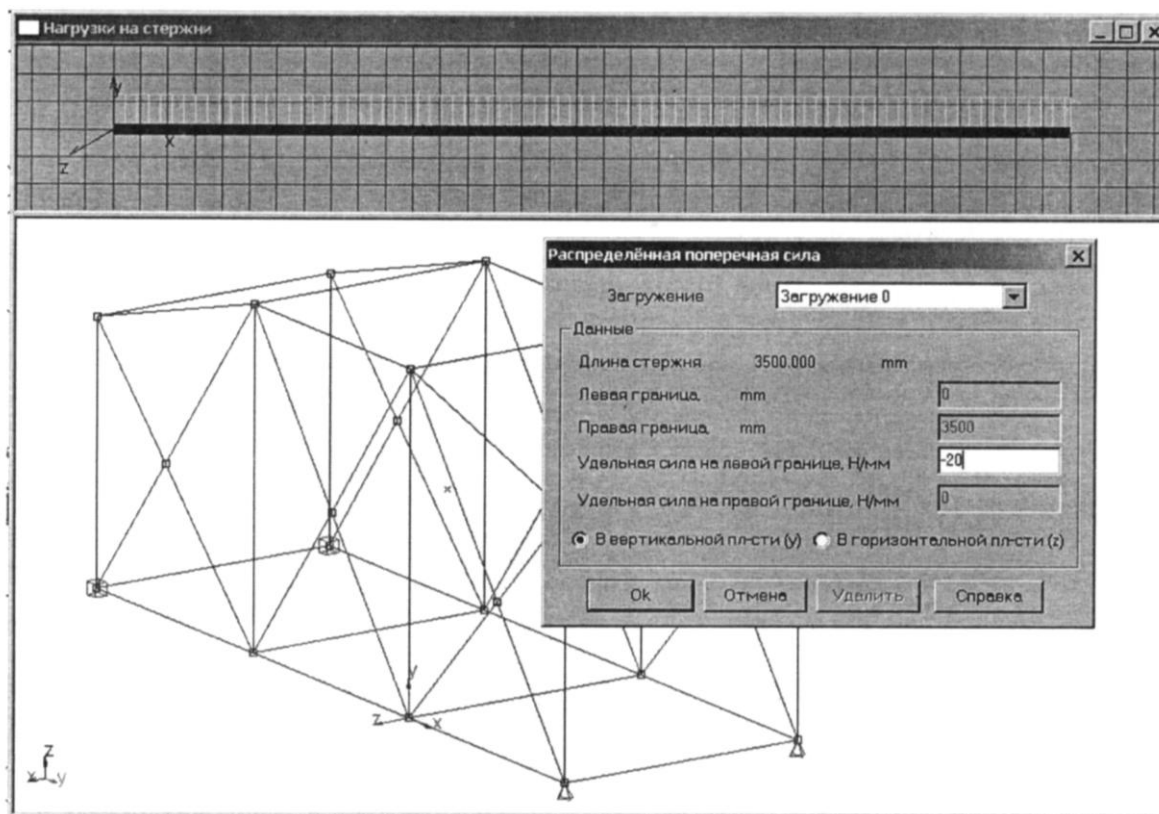 Нагрузки на стержни
y
x
z
Распределённая поперечная сила
Загружение Загружение 0
Данные
Длина стержня 3500.000 mm
Левая граница, mm 0
Правая граница, mm 3500
Удельная сила на левой границе, Н/мм -20
Удельная сила на правой границе, Н/мм 0
В вертикальной пл-сти (y) В горизонтальной пл-сти (z)
Ok Отмена Удалить Справка
y
z x
z
x y